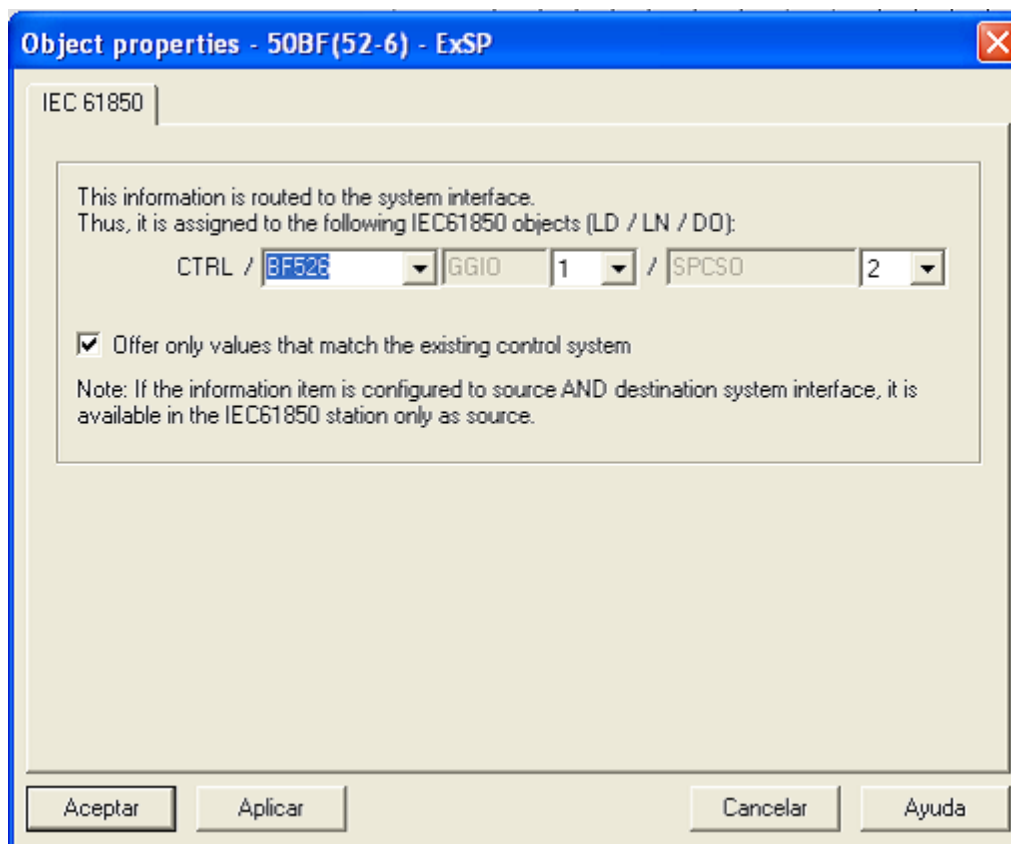 Object properties - 50BF(52-6) - ExSP
IEC 61850
This information is routed to the system interface.
Thus, it is assigned to the following IEC61850 objects (LD / LN / DO):
CTRL / BF526 GGIO 1 / SPCSO 2
Offer only values that match the existing control system
Note: If the information item is configured to source AND destination system interface, it is
available in the IEC61850 station only as source.
Aceptar Aplicar Cancelar Ayuda